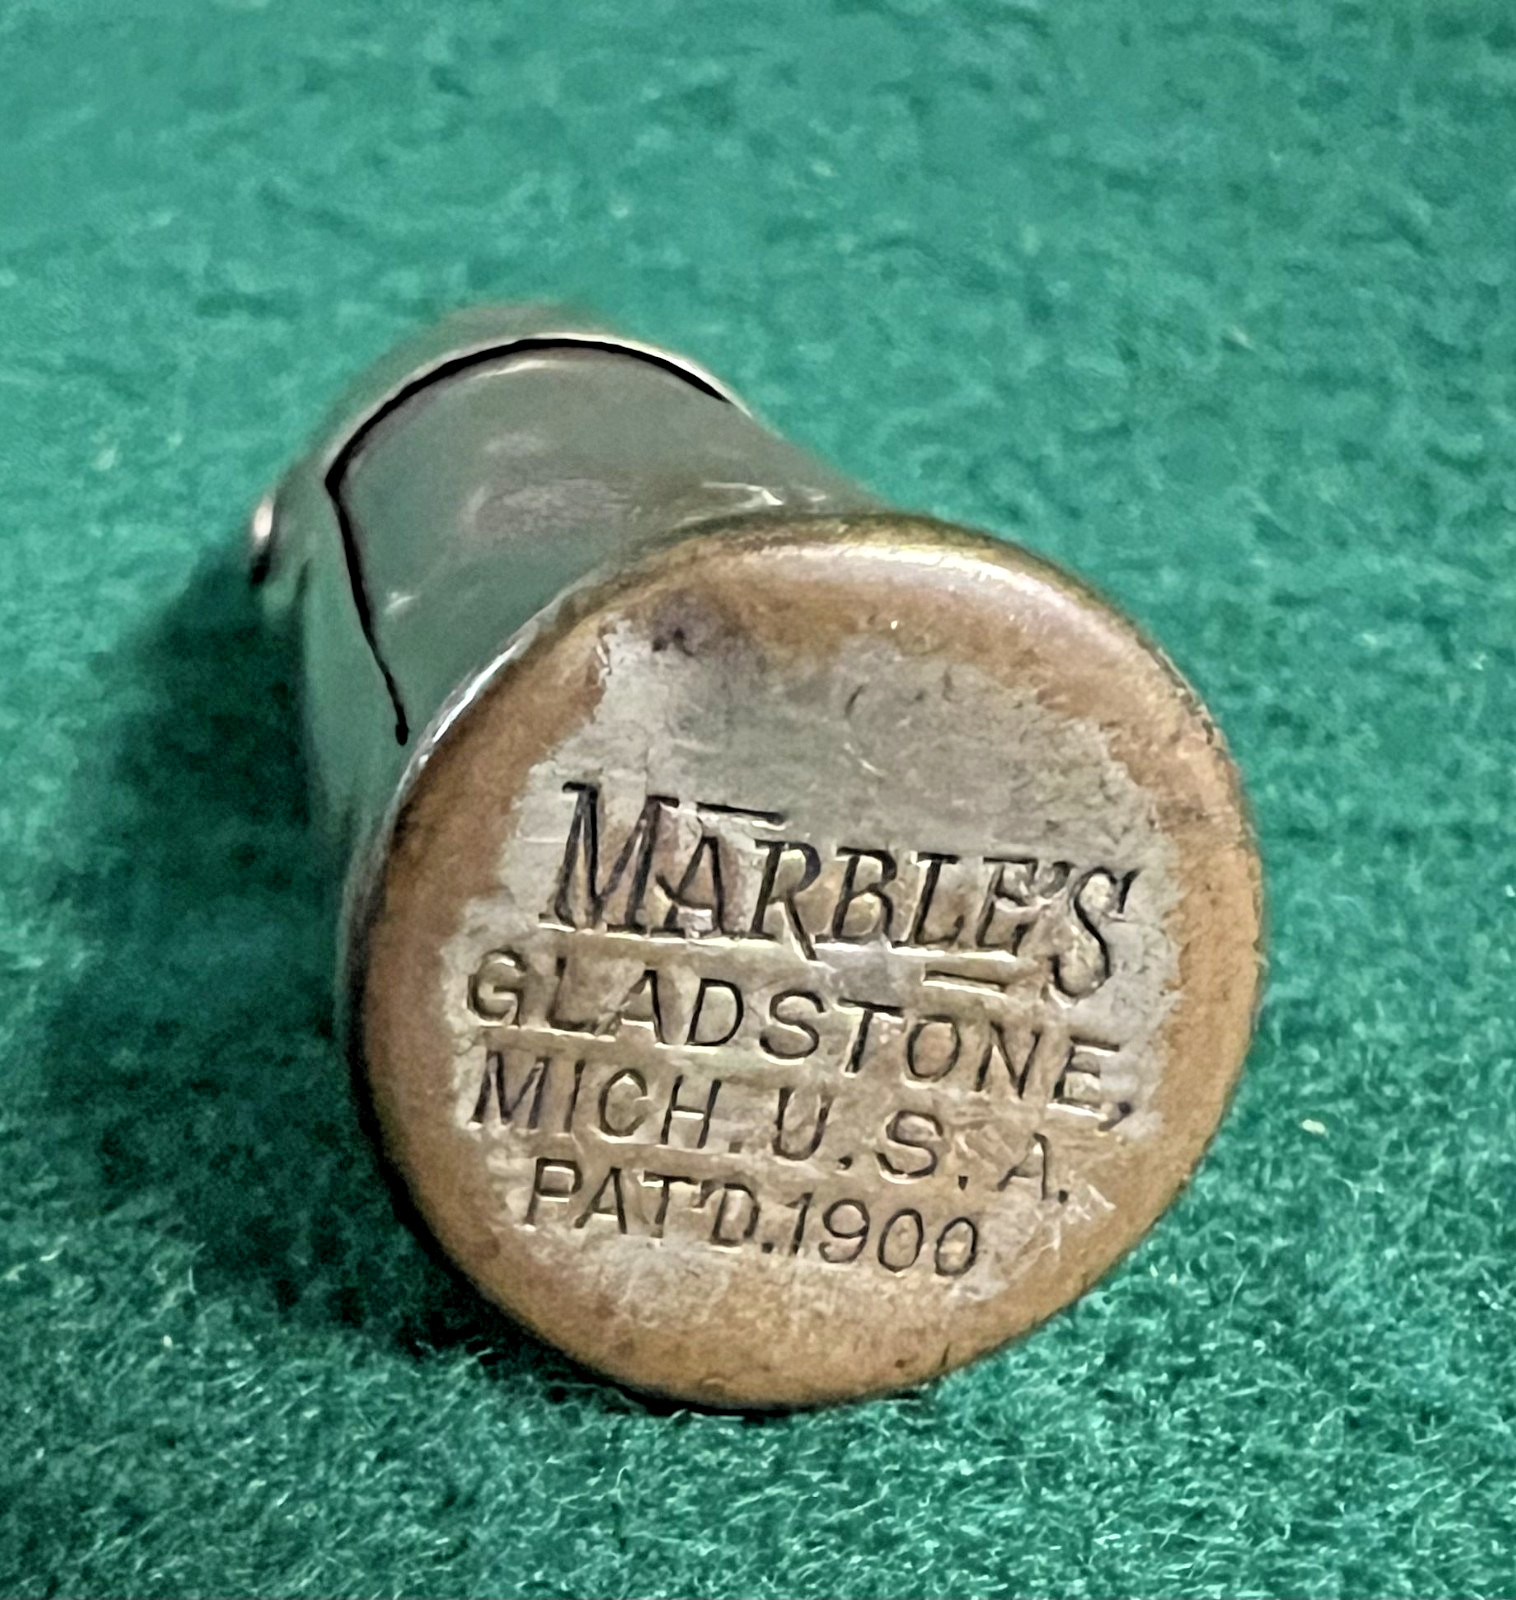 MARBLE'S
GLADSTONE,
MICH. U.S.A.
PAT'D. 1900